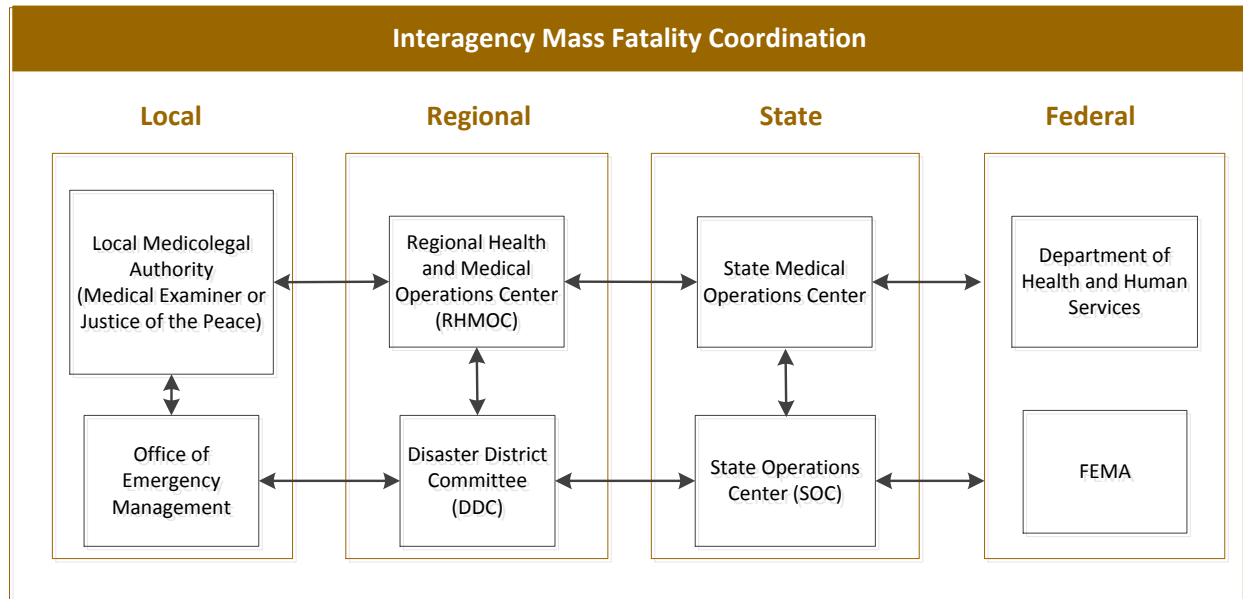 Interagency Mass Fatality Coordination
Local
Regional
State
Federal
Local Medicolegal
Authority
(Medical Examiner or
Justice of the Peace)
Regional Health
and Medical
Operations Center
(RHMOC)
State Medical
Operations Center
Department of
Health and Human
Services
Office of
Emergency
Management
Disaster District
Committee
(DDC)
State Operations
Center (SOC)
FEMA